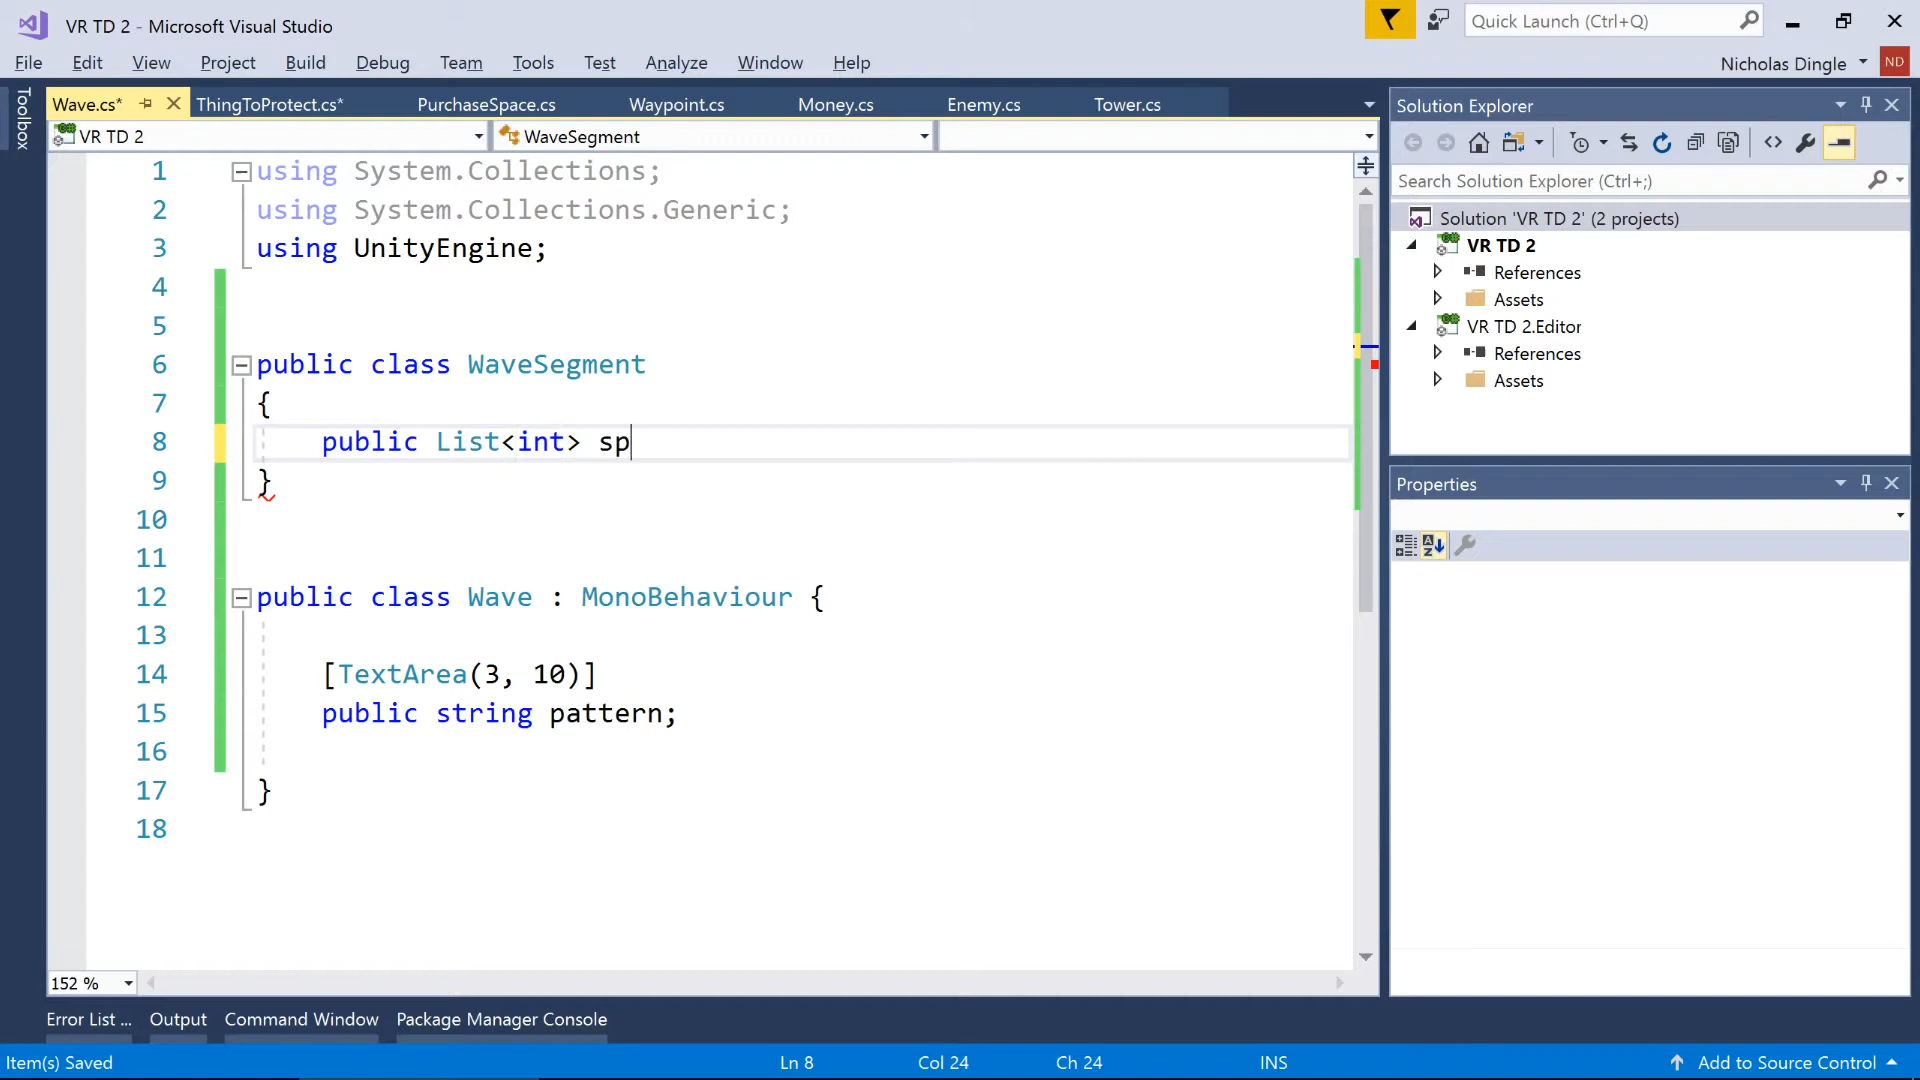 VR TD 2 - Microsoft Visual Studio
Quick Launch (Ctrl+Q)
File Edit View Project Build Debug Team Tools Test Analyze Window Help
Nicholas Dingle ND
Toolbox
Wave.cs* ThingToProtect.cs* PurchaseSpace.cs Waypoint.cs Money.cs Enemy.cs Tower.cs
VR TD 2 WaveSegment
1 using System.Collections;
2 using System.Collections.Generic;
3 using UnityEngine;
4
5
6 public class WaveSegment
7 {
8 public List<int> sp
9 }
10
11
12 public class Wave : MonoBehaviour {
13
14 [TextArea(3, 10)]
15 public string pattern;
16
17 }
18
152 %
Solution Explorer
Search Solution Explorer (Ctrl+;)
Solution 'VR TD 2' (2 projects)
VR TD 2
References
Assets
VR TD 2.Editor
References
Assets
Properties
Error List ... Output Command Window Package Manager Console
Item(s) Saved Ln 8 Col 24 Ch 24 INS Add to Source Control